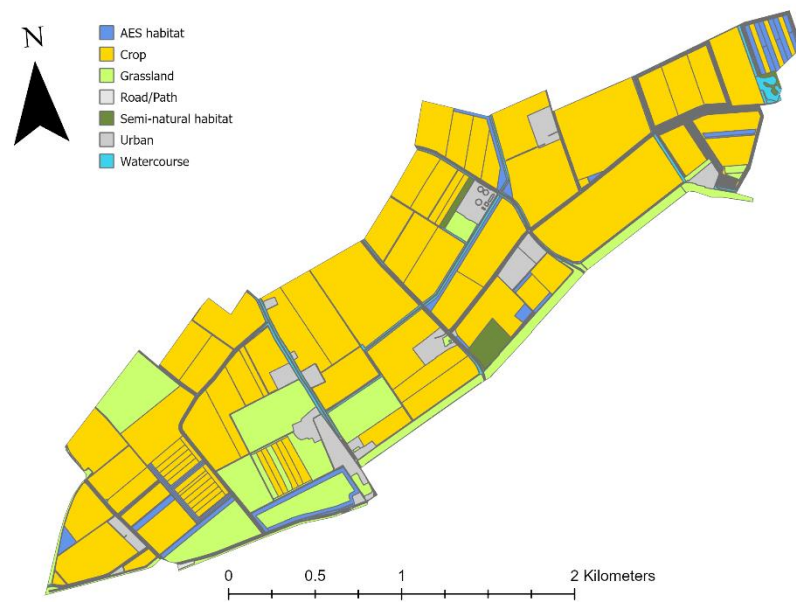 N
AES habitat
Crop
Grassland
Road/Path
Semi-natural habitat
Urban
Watercourse
0 0.5 1 2 Kilometers